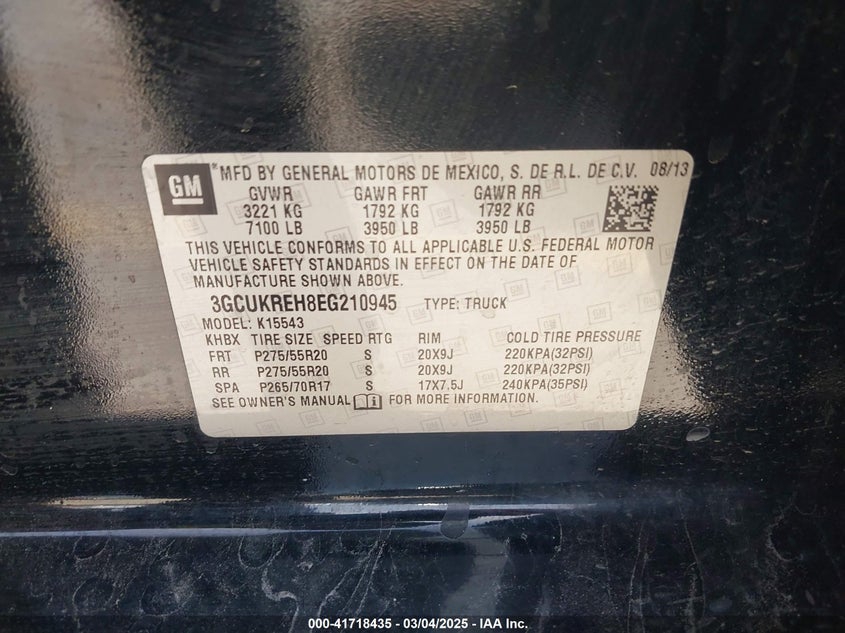 GM
*MFD BY GENERAL MOTORS DE MEXICO, S. DE R.L. DE C.V. 08/13
GVWR GAWR FRT GAWR RR
3221 KG 1792 KG 1792 KG
7100 LB 3950 LB 3950 LB
THIS VEHICLE CONFORMS TO ALL APPLICABLE U.S. FEDERAL MOTOR
VEHICLE SAFETY STANDARDS IN EFFECT ON THE DATE OF
MANUFACTURE SHOWN ABOVE.
3GCUKREH8EG210945 TYPE: TRUCK
MODEL: K15543
KHBX TIRE SIZE SPEED RTG RIM COLD TIRE PRESSURE
FRT P275/55R20 S 20X9J 220KPA(32PSI)
RR P275/55R20 S 20X9J 220KPA(32PSI)
SPA P265/70R17 S 17X7.5J 240KPA(35PSI)
SEE OWNER'S MANUAL FOR MORE INFORMATION.
000-41718435 - 03/04/2025 - IAA Inc.